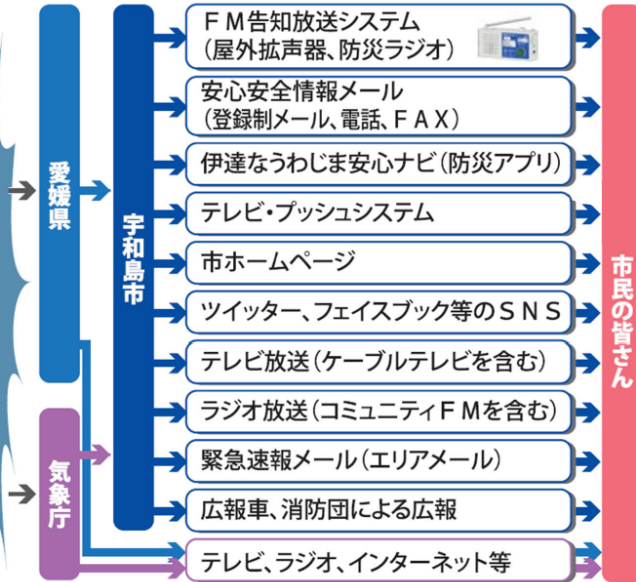 愛媛県
気象庁
宇和島市
ＦＭ告知放送システム
(屋外拡声器、防災ラジオ)
安心安全情報メール
(登録制メール、電話、ＦＡＸ)
伊達なうわじま安心ナビ(防災アプリ)
テレビ・プッシュシステム
市ホームページ
ツイッター、フェイスブック等のＳＮＳ
テレビ放送(ケーブルテレビを含む)
ラジオ放送(コミュニティＦＭを含む)
緊急速報メール(エリアメール)
広報車、消防団による広報
テレビ、ラジオ、インターネット等
市民の皆さん